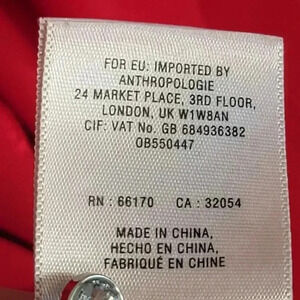 FOR EU: IMPORTED BY
ANTHROPOLOGIE
24 MARKET PLACE, 3RD FLOOR,
LONDON, UK W1W8AN
CIF: VAT No. GB 684936382
OB550447
RN : 66170 CA : 32054
MADE IN CHINA,
HECHO EN CHINA,
FABRIQUÉ EN CHINE